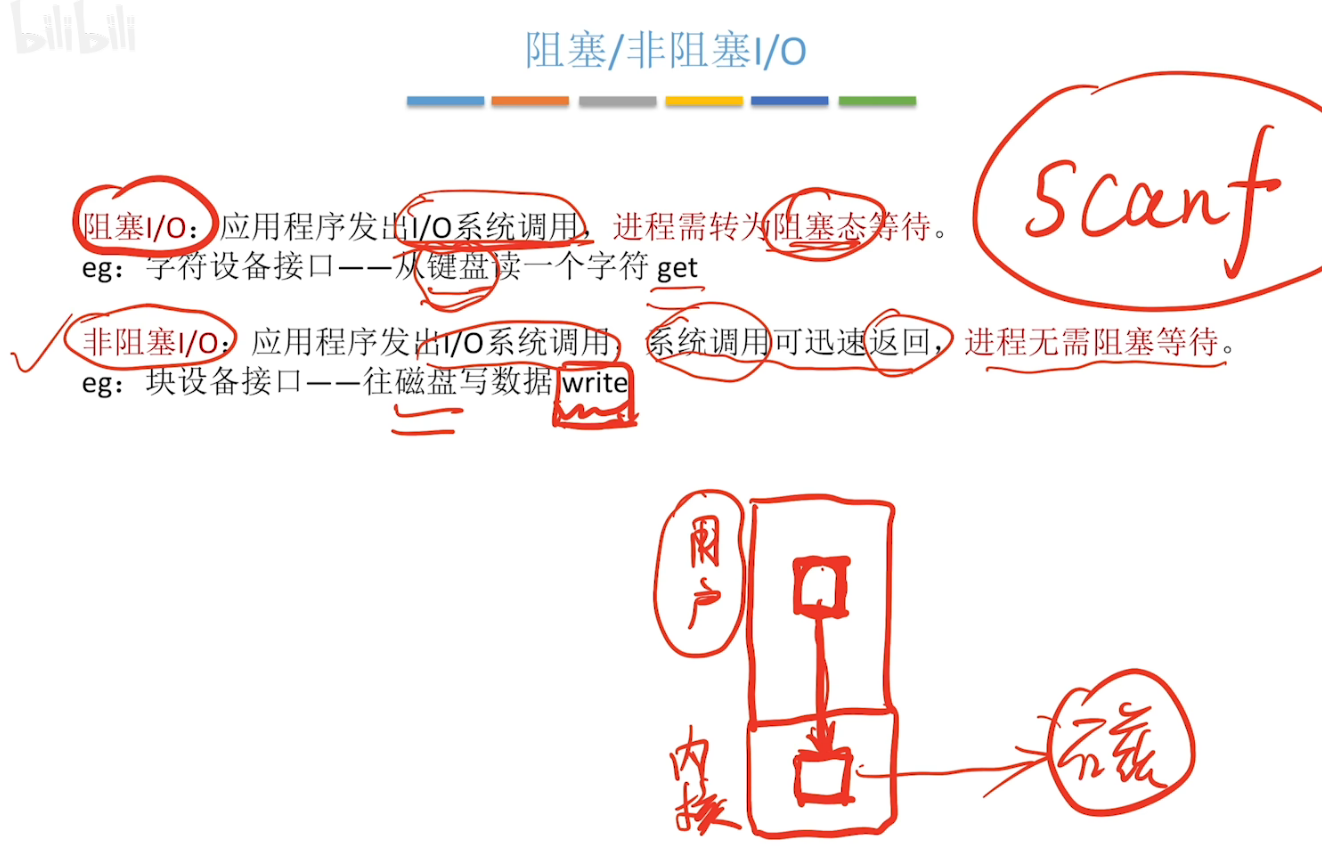 bilibili
阻塞/非阻塞I/O
scanf
阻塞I/O：应用程序发出I/O系统调用，进程需转为阻塞态等待。
eg：字符设备接口——从键盘读一个字符 get
非阻塞I/O：应用程序发出I/O系统调用，系统调用可迅速返回，进程无需阻塞等待。
eg：块设备接口——往磁盘写数据 write
用户
内核
磁